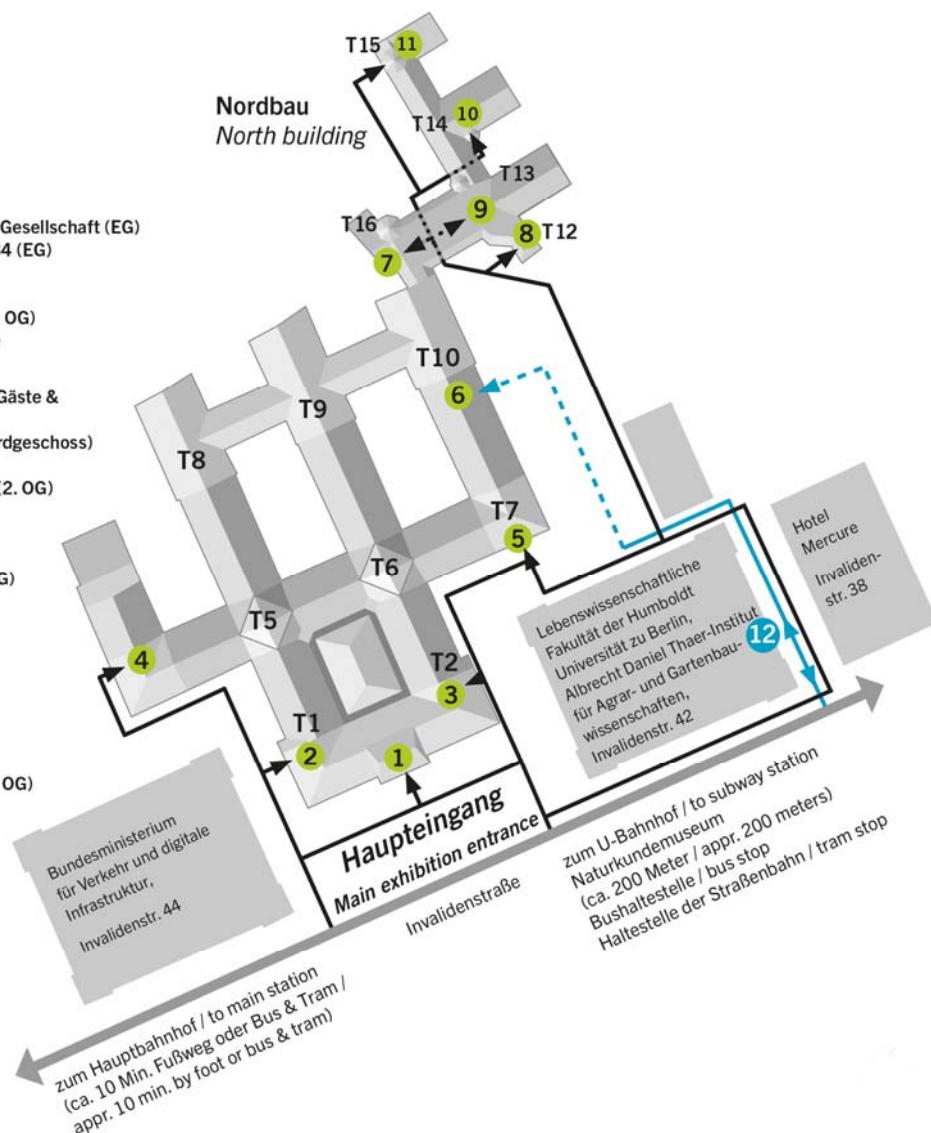 T15
11
Nordbau
North building
10
T14
T13
Gesellschaft (EG)
4 (EG)
T16
9
8
T12
7
OG)
T10
6
Gäste &
T9
rdgeschoss)
T8
2. OG)
T7
5
Hotel
Mercure
Invaliden-
str. 38
G)
T6
T5
Lebenswissenschaftliche
Fakultät der Humboldt
Universität zu Berlin,
Albrecht Daniel Thaer-Institut
für Agrar- und Gartenbau-
wissenschaften,
Invalidenstr. 42
12
4
T2
3
T1
2
1
OG)
Haupteingang
Main exhibition entrance
Bundesministerium
für Verkehr und digitale
Infrastruktur,
Invalidenstr. 44
Invalidenstraße
zum U-Bahnhof / to subway station
Naturkundemuseum
(ca. 200 Meter / appr. 200 meters)
Bushaltestelle / bus stop
Haltestelle der Straßenbahn / tram stop
zum Hauptbahnhof / to main station
(ca. 10 Min. Fußweg oder Bus & Tram /
appr. 10 min. by foot or bus & tram)